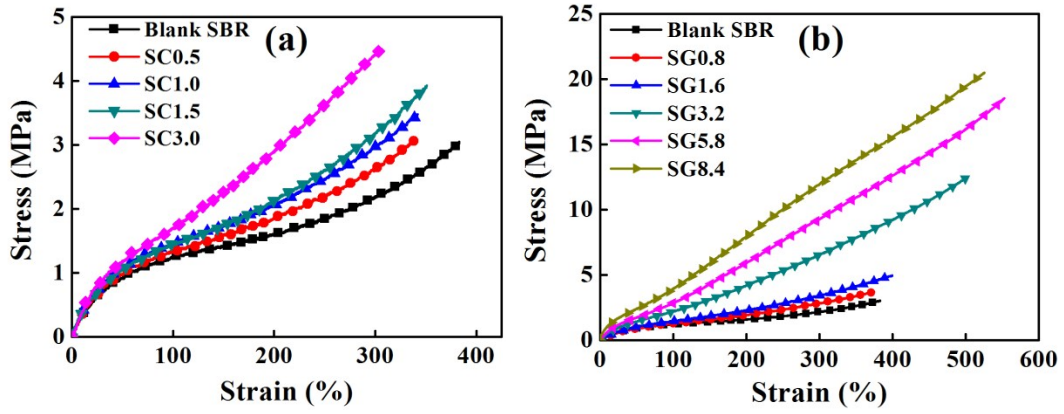 (a)
Blank SBR
SC0.5
SC1.0
SC1.5
SC3.0
5
4
3
2
1
0
Stress (MPa)
0 100 200 300 400
Strain (%)
(b)
Blank SBR
SG0.8
SG1.6
SG3.2
SG5.8
SG8.4
25
20
15
10
5
0
Stress (MPa)
0 100 200 300 400 500 600
Strain (%)